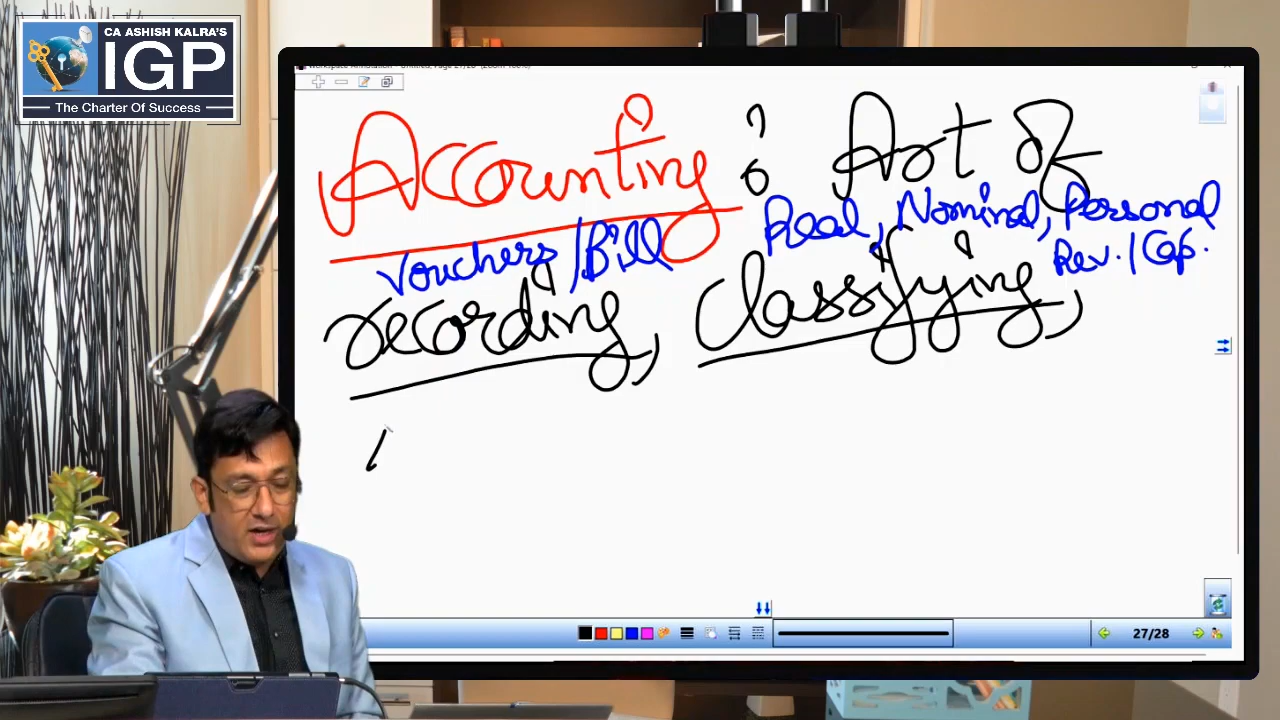 CA ASHISH KALRA'S
IGP
The Charter Of Success
Accounting : Art of
Vouchers / Bill Real, Nominal, Personal
Rev. / Cap.
recording, classifying,
27/28